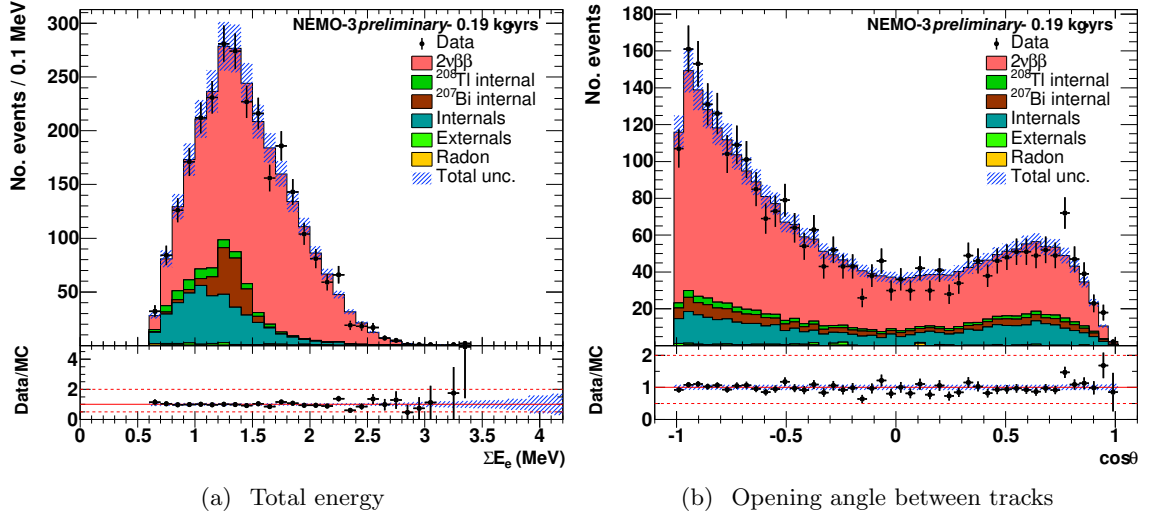 NEMO-3 preliminary - 0.19 kg-yrs
Data
2νββ
²⁰⁸Tl internal
²⁰⁷Bi internal
Internals
Externals
Radon
Total unc.
No. events / 0.1 MeV
300
250
200
150
100
50
Data/MC
4
2
0
0 0.5 1 1.5 2 2.5 3 3.5 4
ΣEₑ (MeV)
(a) Total energy
NEMO-3 preliminary - 0.19 kg-yrs
Data
2νββ
²⁰⁸Tl internal
²⁰⁷Bi internal
Internals
Externals
Radon
Total unc.
No. events
180
160
140
120
100
80
60
40
20
Data/MC
2
1
0
-1 -0.5 0 0.5 1
cosθ
(b) Opening angle between tracks